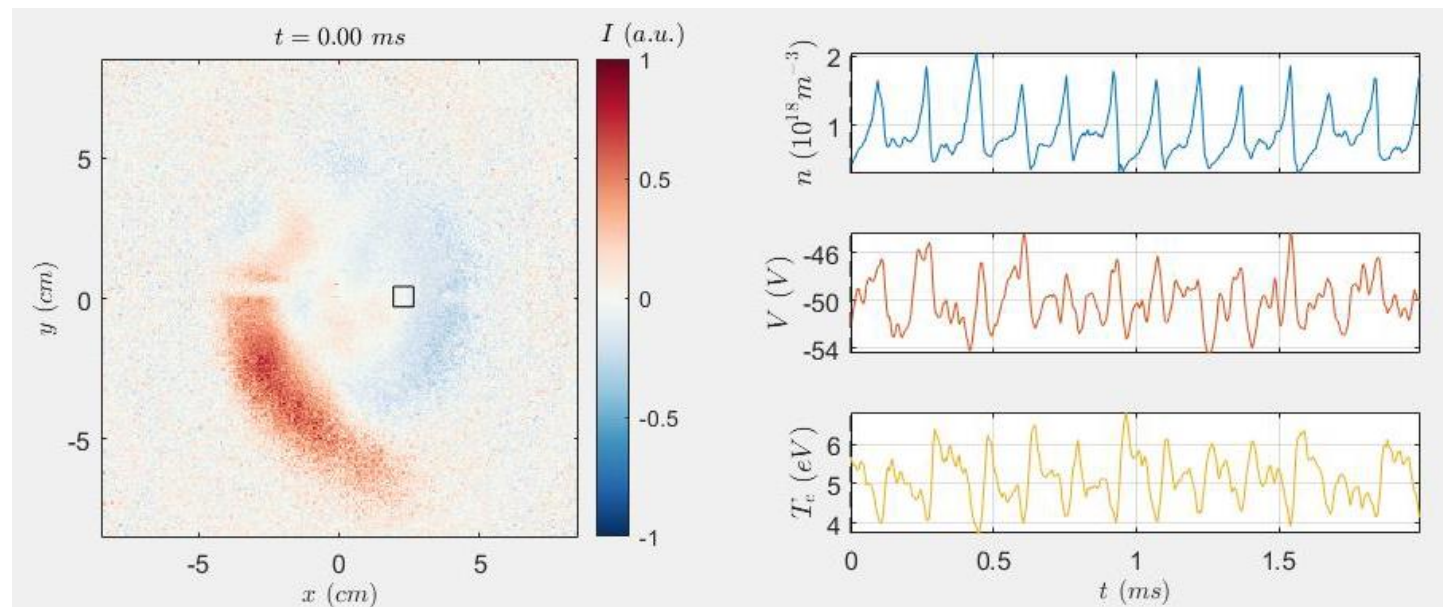 t = 0.00 ms
I (a.u.)
1
0.5
0
-0.5
-1
5
0
-5
y (cm)
-5 0 5
x (cm)
2
1
n (10^18 m^−3)
-46
-50
-54
V (V)
6
5
4
T_e (eV)
0 0.5 1 1.5
t (ms)